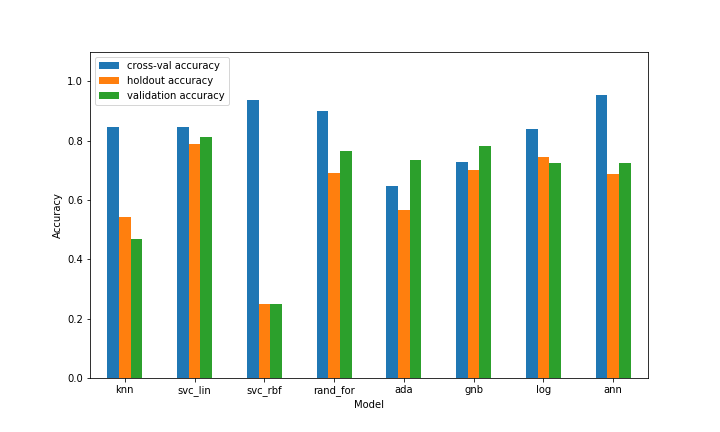 cross-val accuracy
holdout accuracy
validation accuracy
1.0
0.8
0.6
0.4
0.2
0.0
Accuracy
knn svc_lin svc_rbf rand_for ada gnb log ann
Model